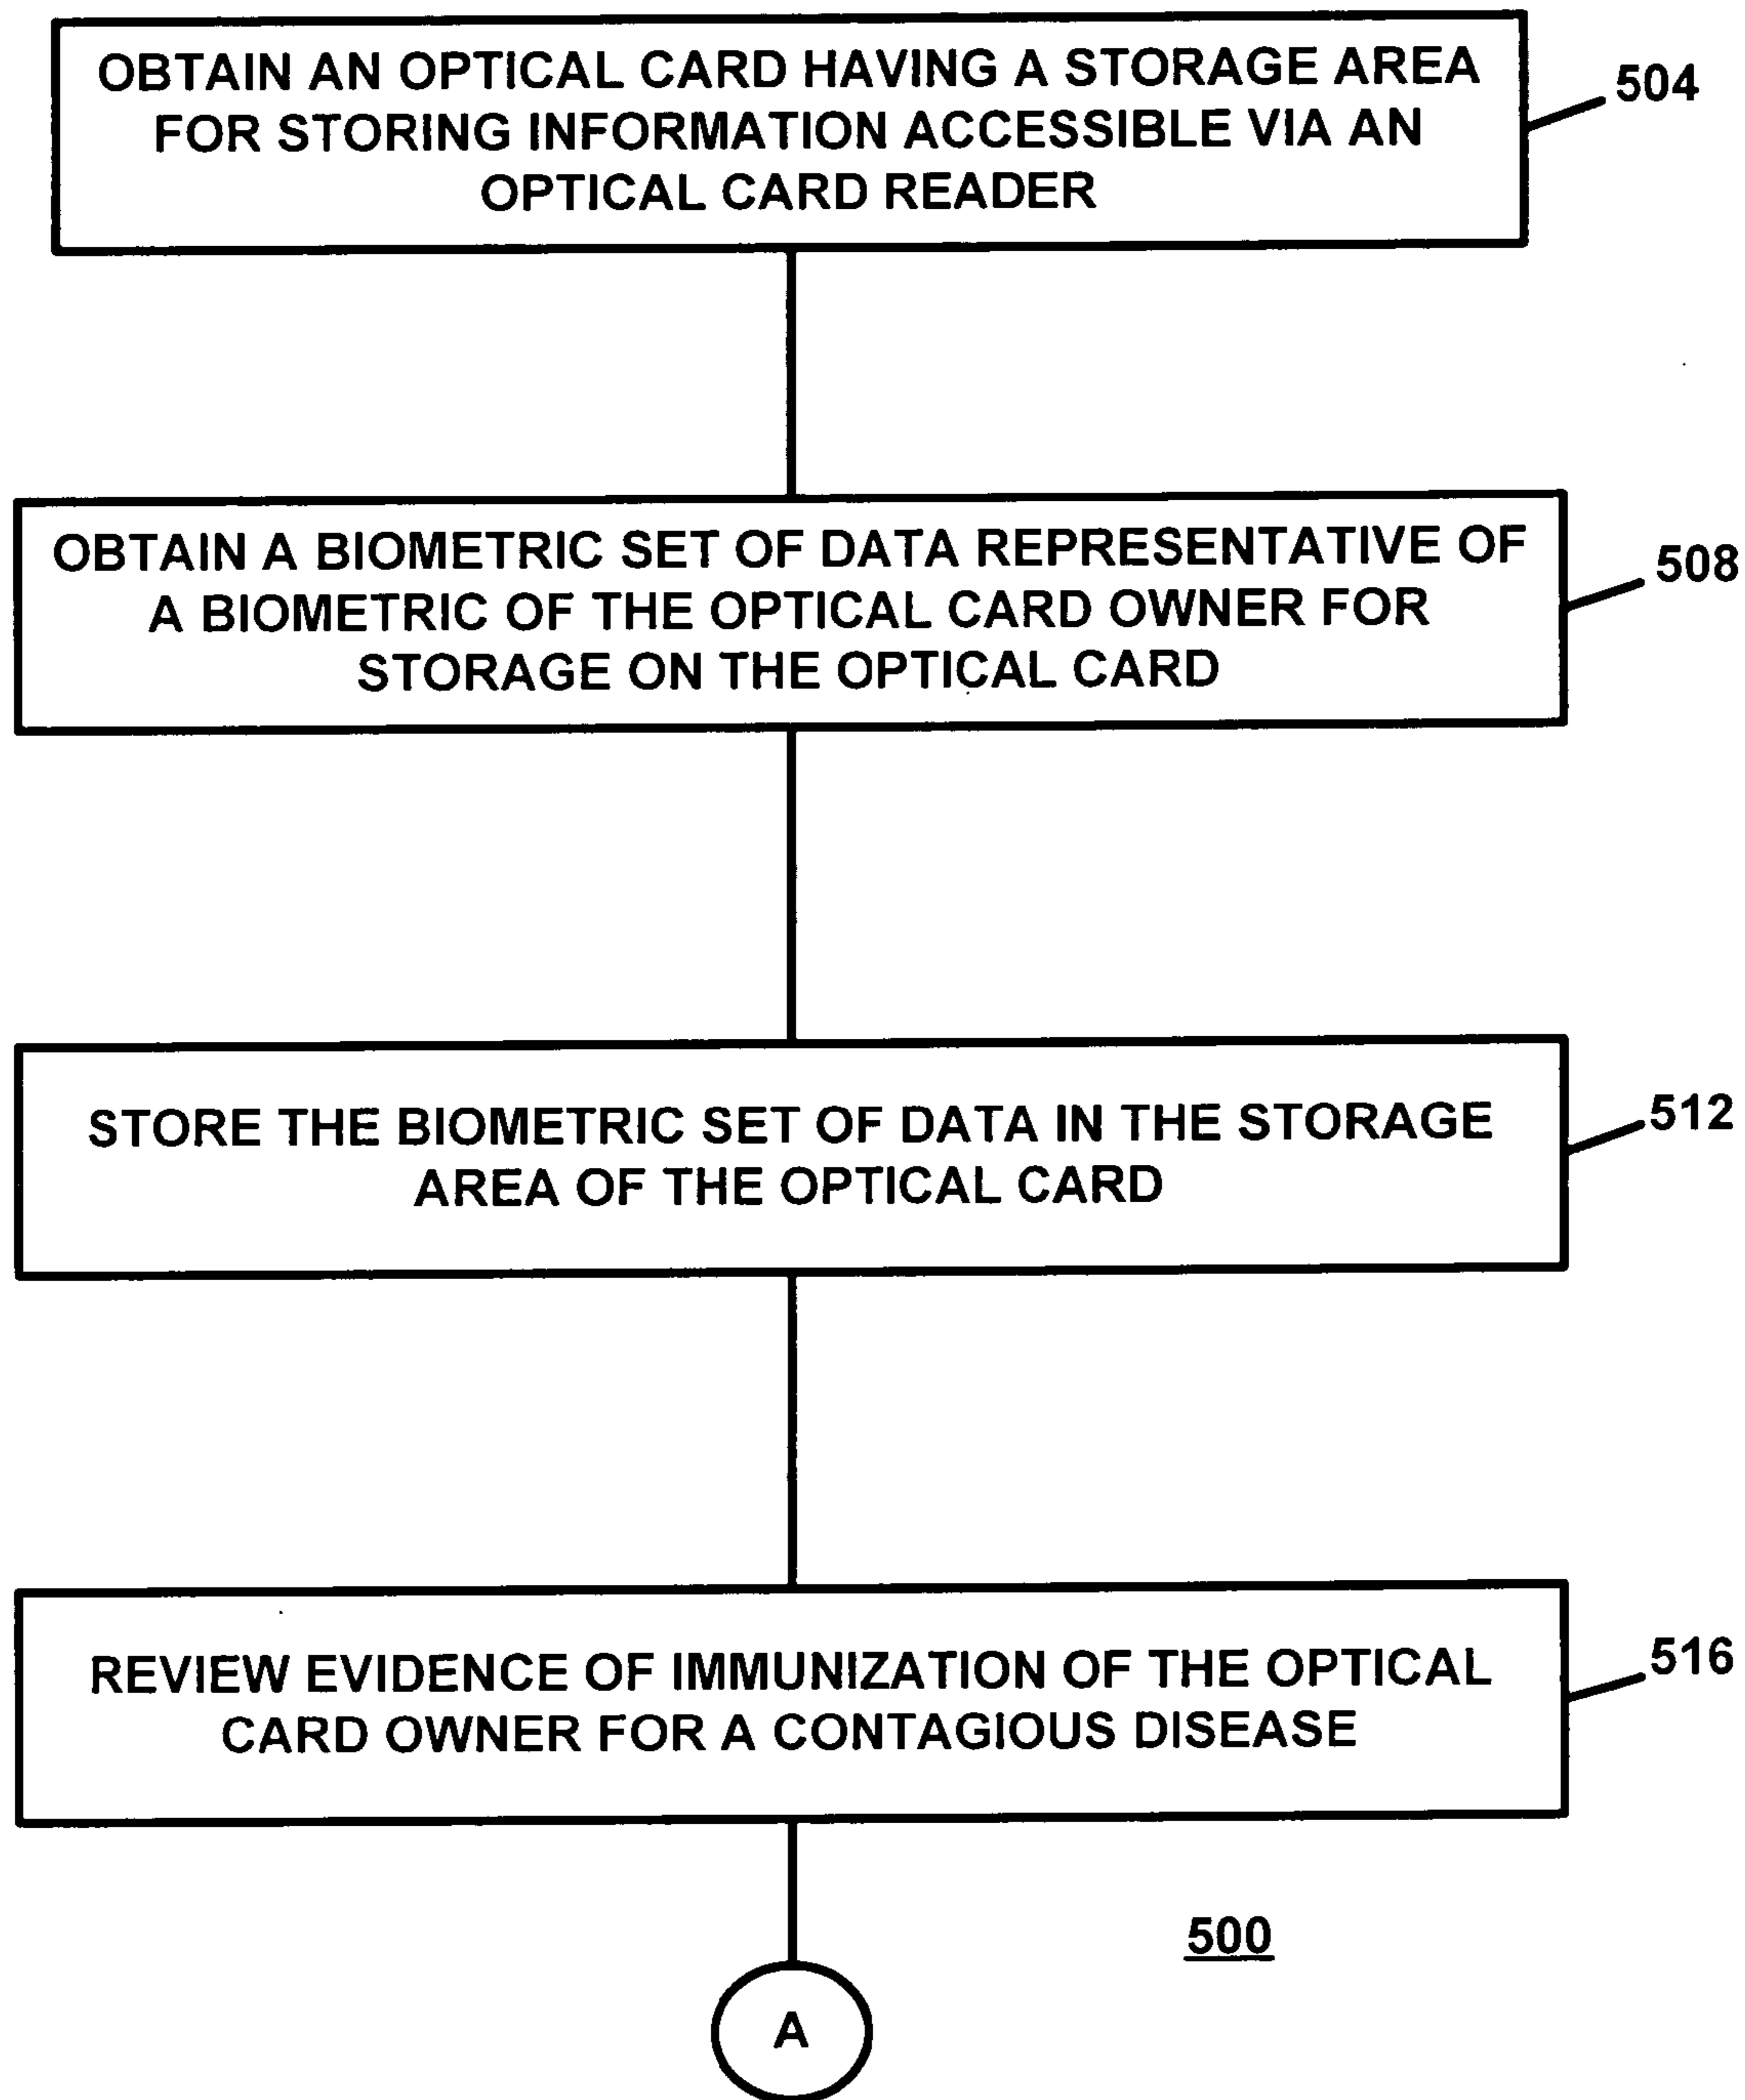 OBTAIN AN OPTICAL CARD HAVING A STORAGE AREA
FOR STORING INFORMATION ACCESSIBLE VIA AN
OPTICAL CARD READER
504
OBTAIN A BIOMETRIC SET OF DATA REPRESENTATIVE OF
A BIOMETRIC OF THE OPTICAL CARD OWNER FOR
STORAGE ON THE OPTICAL CARD
508
STORE THE BIOMETRIC SET OF DATA IN THE STORAGE
AREA OF THE OPTICAL CARD
512
REVIEW EVIDENCE OF IMMUNIZATION OF THE OPTICAL
CARD OWNER FOR A CONTAGIOUS DISEASE
516
500
A